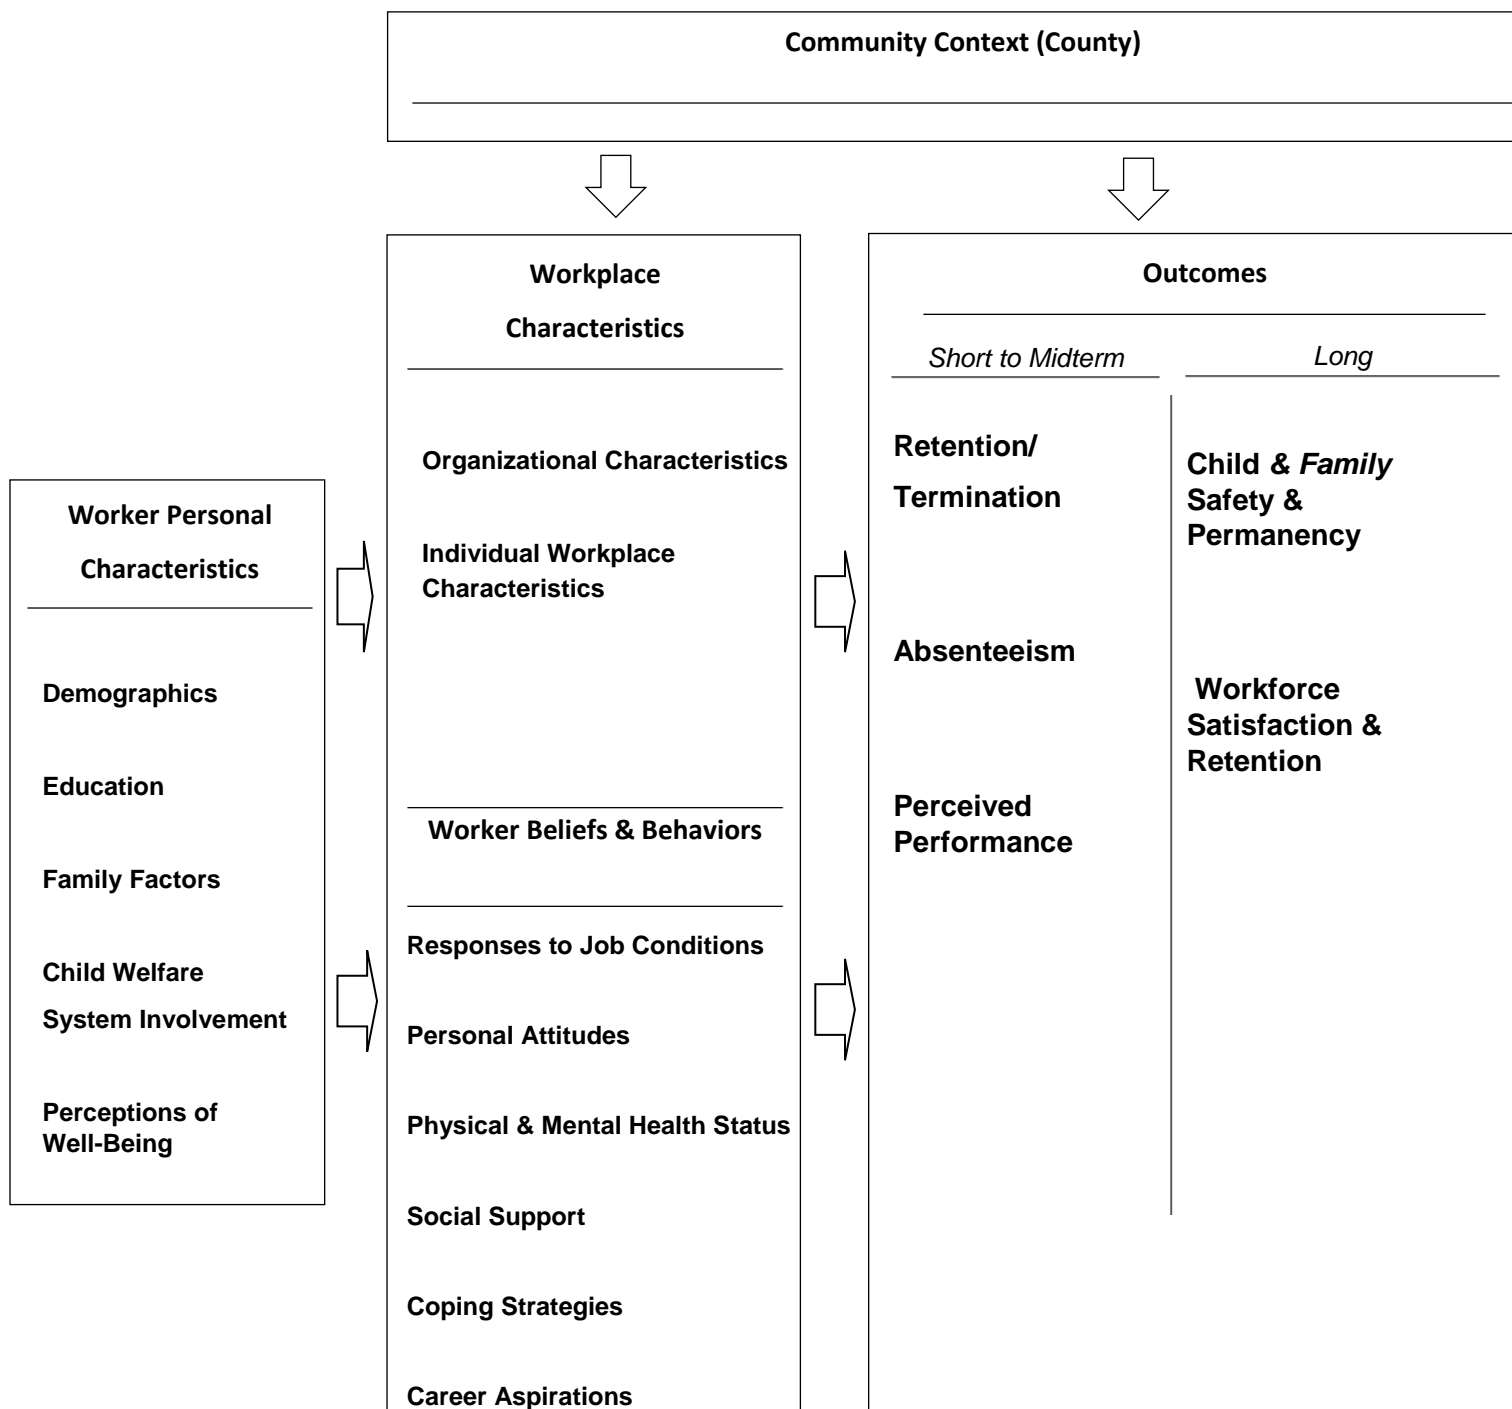 Community Context (County)
Workplace
Characteristics
Organizational Characteristics
Individual Workplace
Characteristics
Worker Beliefs & Behaviors
Responses to Job Conditions
Personal Attitudes
Physical & Mental Health Status
Social Support
Coping Strategies
Career Aspirations
Outcomes
Short to Midterm
Long
Retention/
Termination
Absenteeism
Perceived
Performance
Child & Family
Safety &
Permanency
Workforce
Satisfaction &
Retention
Worker Personal
Characteristics
Demographics
Education
Family Factors
Child Welfare
System Involvement
Perceptions of
Well-Being